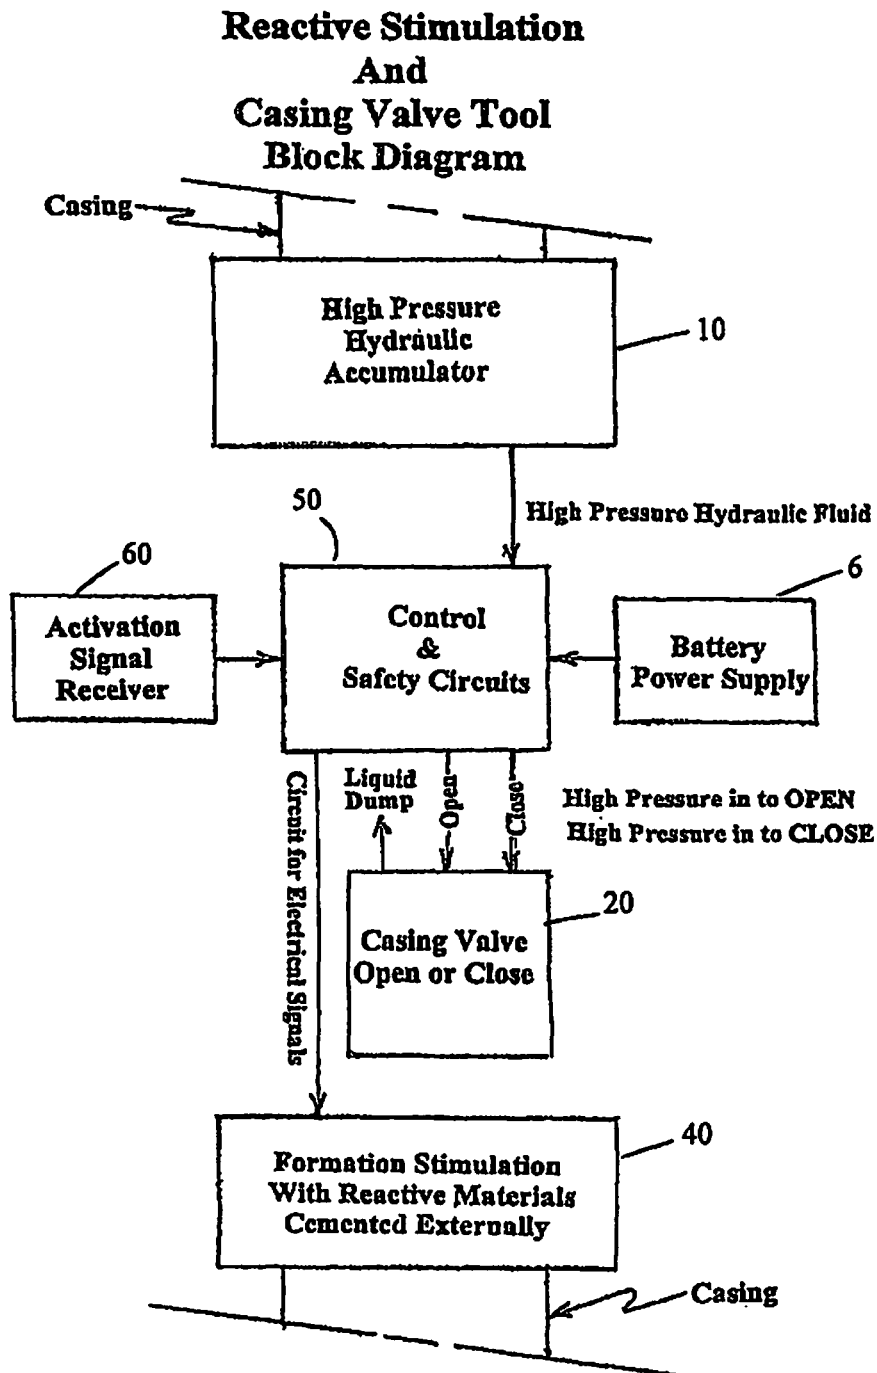 Reactive Stimulation
And
Casing Valve Tool
Block Diagram
Casing
High Pressure
Hydraulic
Accumulator
10
High Pressure Hydraulic Fluid
50
60
6
Activation
Signal
Receiver
Control
&
Safety Circuits
Battery
Power Supply
Circuit for Electrical Signals
Liquid
Dump
Open
Close
High Pressure in to OPEN
High Pressure in to CLOSE
20
Casing Valve
Open or Close
40
Formation Stimulation
With Reactive Materials
Cemented Externally
Casing